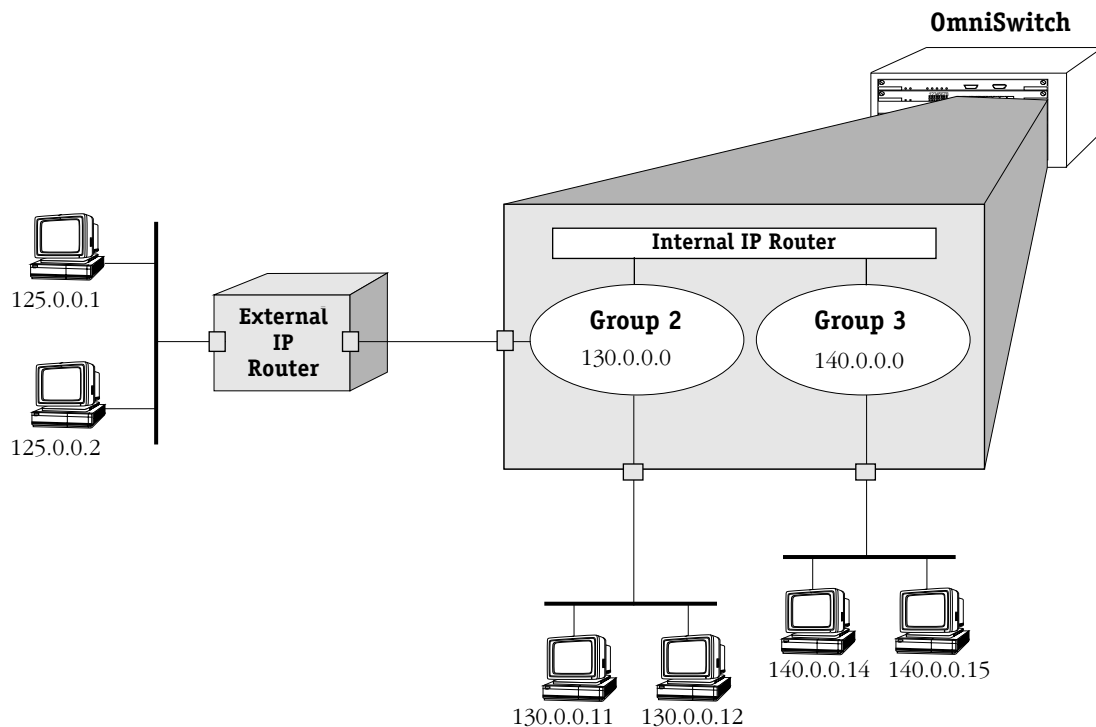 OmniSwitch
Internal IP Router
Group 2
130.0.0.0
Group 3
140.0.0.0
External
IP
Router
125.0.0.1
125.0.0.2
130.0.0.11
130.0.0.12
140.0.0.14
140.0.0.15